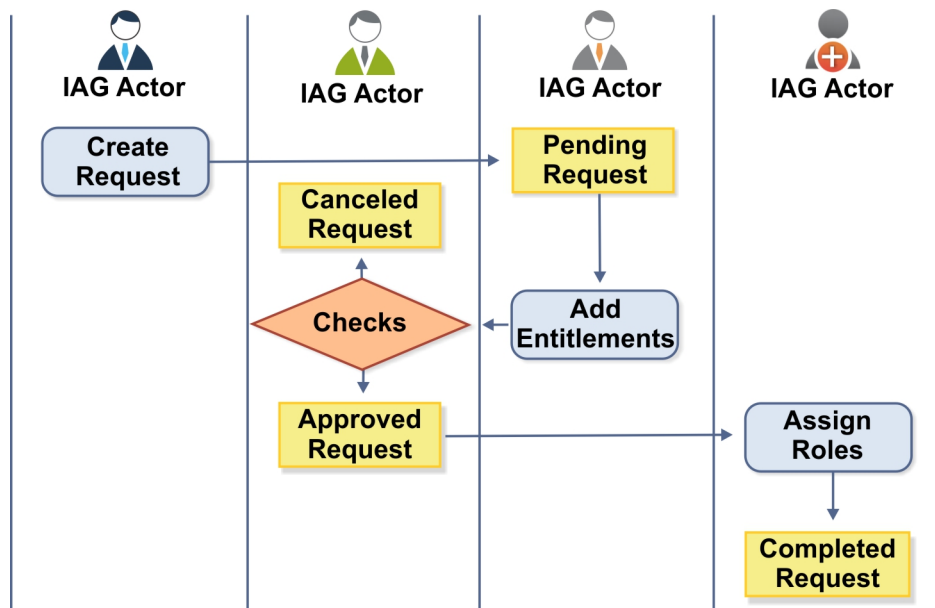 IAG Actor
IAG Actor
IAG Actor
IAG Actor
Create
Request
Pending
Request
Canceled
Request
Checks
Add
Entitlements
Approved
Request
Assign
Roles
Completed
Request